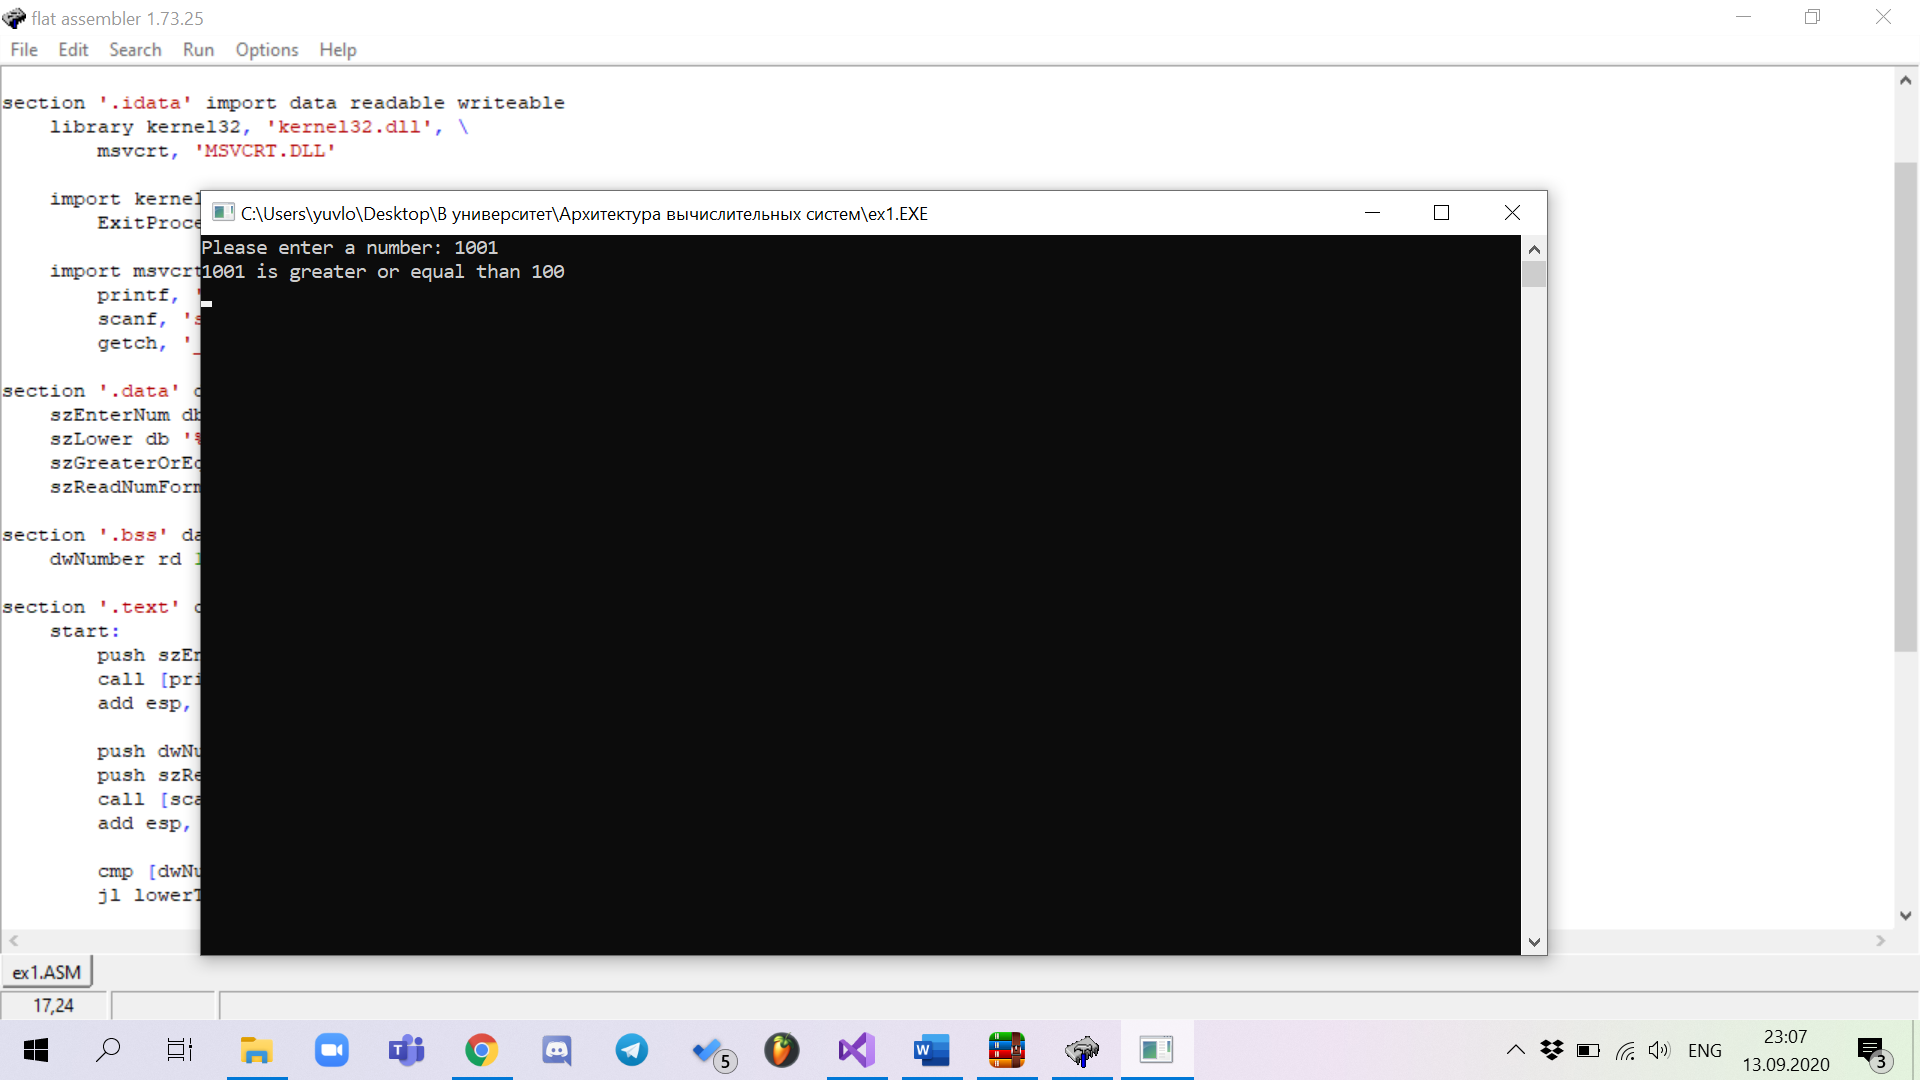 flat assembler 1.73.25
File Edit Search Run Options Help
section '.idata' import data readable writeable
library kernel32, 'kernel32.dll', \
msvcrt, 'MSVCRT.DLL'
import kernel
ExitProce
import msvcrt
printf, '
scanf, 's
getch, '_
section '.data' d
szEnterNum db
szLower db '%
szGreaterOrEq
szReadNumForm
section '.bss' da
dwNumber rd 1
section '.text' c
start:
push szEn
call [pri
add esp,
push dwNu
push szRe
call [sca
add esp,
cmp [dwNu
jl lowerT
C:\Users\yuvlo\Desktop\В университет\Архитектура вычислительных систем\ex1.EXE
Please enter a number: 1001
1001 is greater or equal than 100
ex1.ASM
17,24
5
ENG
23:07
13.09.2020
3